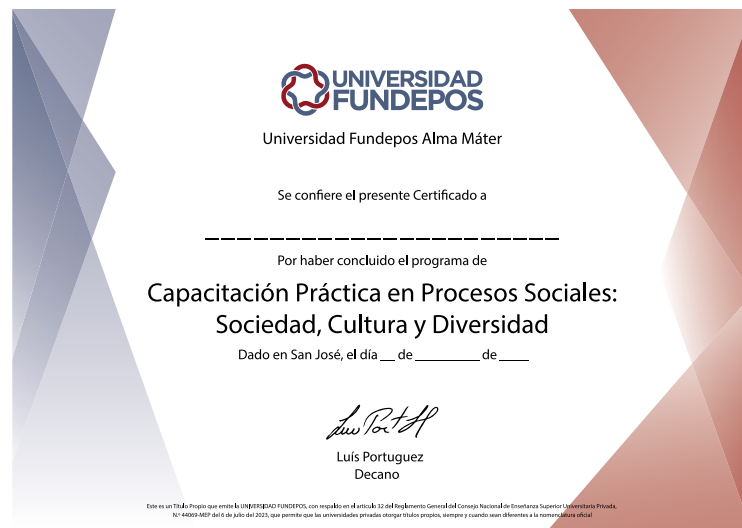 UNIVERSIDAD
FUNDEPOS
Universidad Fundepos Alma Máter
Se confiere el presente Certificado a
_______________________
Por haber concluido el programa de
Capacitación Práctica en Procesos Sociales:
Sociedad, Cultura y Diversidad
Dado en San José, el día __ de _________ de ____
Luís Portuguez
Decano
Este es un Título Propio que emite la UNIVERSIDAD FUNDEPOS, con respaldo en el artículo 32 del Reglamento General del Consejo Nacional de Enseñanza Superior Universitaria Privada,
N.º 44069-MEP del 6 de julio del 2023, que permite que las universidades privadas otorgar títulos propios, siempre y cuando sean diferentes a la nomenclatura oficial